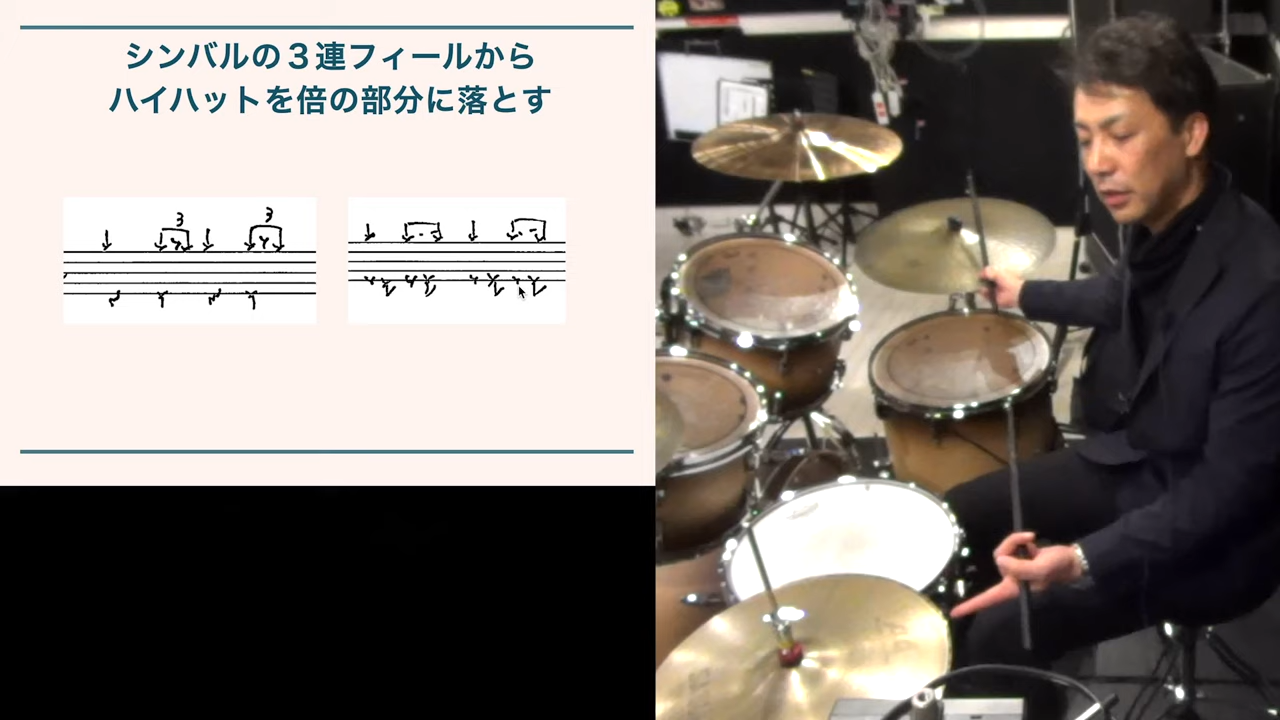 シンバルの３連フィールから
ハイハットを倍の部分に落とす
3
3